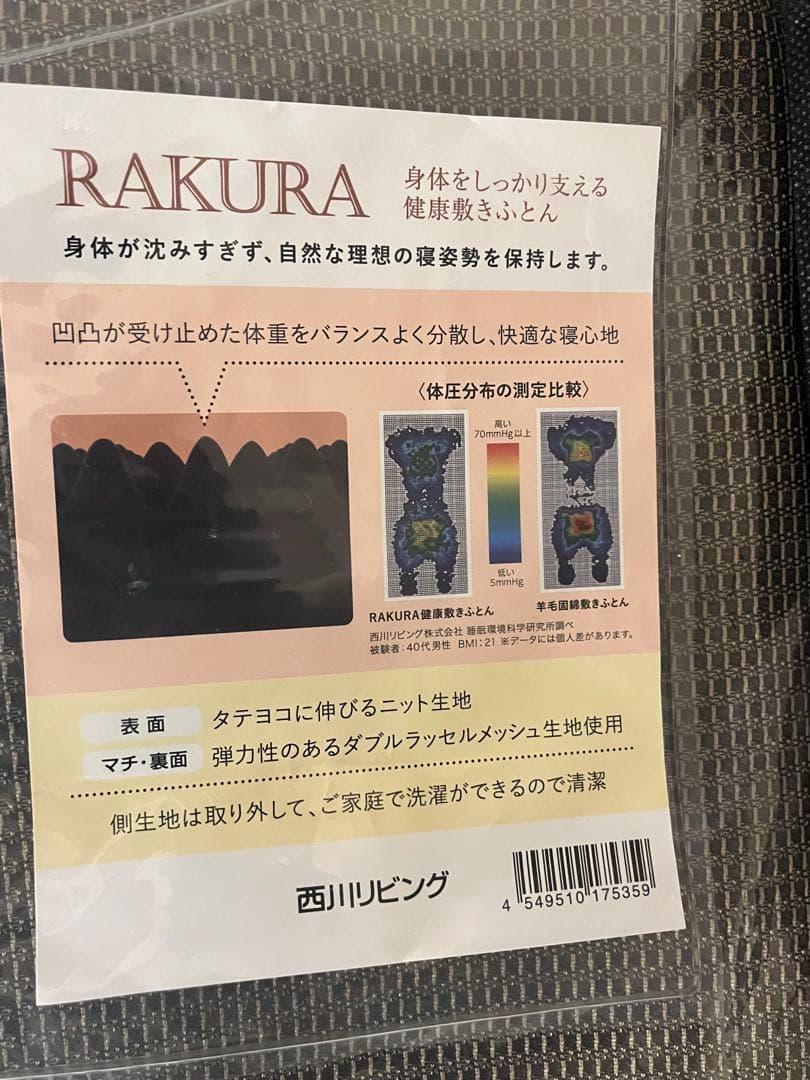 RAKURA
身体をしっかり支える
健康敷きふとん
身体が沈みすぎず、自然な理想の寝姿勢を保持します。
凹凸が受け止めた体重をバランスよく分散し、快適な寝心地
〈体圧分布の測定比較〉
高い
70mmHg以上
低い
5mmHg
RAKURA健康敷きふとん
羊毛固綿敷きふとん
西川リビング株式会社 睡眠環境科学研究所調べ
被験者：40代男性 BMI：21 ※データには個人差があります。
表面 タテヨコに伸びるニット生地
マチ・裏面 弾力性のあるダブルラッセルメッシュ生地使用
側生地は取り外して、ご家庭で洗濯ができるので清潔
西川リビング
4 549510 175359